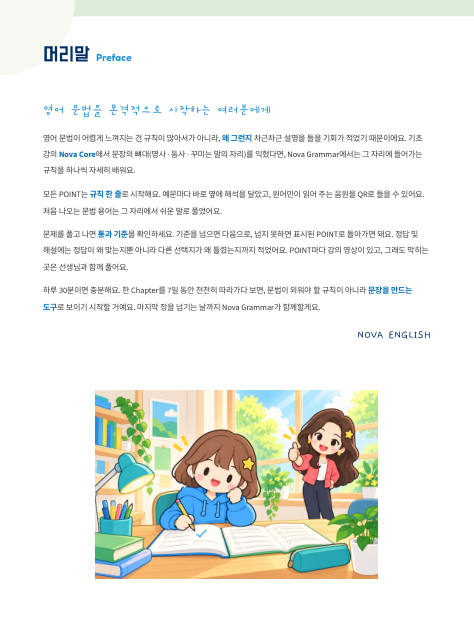 머리말 Preface
영어 문법을 본격적으로 시작하는 여러분에게
영어 문법이 어렵게 느껴지는 건 규칙이 많아서가 아니라, 왜 그런지 차근차근 설명을 들을 기회가 적었기 때문이에요. 기초
강의 Nova Core에서 문장의 뼈대(명사 · 동사 · 꾸미는 말의 자리)를 익혔다면, Nova Grammar에서는 그 자리에 들어가는
규칙을 하나씩 자세히 배워요.
모든 POINT는 규칙 한 줄로 시작해요. 예문마다 바로 옆에 해석을 달았고, 원어민이 읽어 주는 음원을 QR로 들을 수 있어요.
처음 나오는 문법 용어는 그 자리에서 쉬운 말로 풀었어요.
문제를 풀고 나면 통과 기준을 확인하세요. 기준을 넘으면 다음으로, 넘지 못하면 표시된 POINT로 돌아가면 돼요. 정답 및
해설에는 정답이 왜 맞는지뿐 아니라 다른 선택지가 왜 틀렸는지까지 적었어요. POINT마다 강의 영상이 있고, 그래도 막히는
곳은 선생님과 함께 풀어요.
하루 30분이면 충분해요. 한 Chapter를 7일 동안 천천히 따라가다 보면, 문법이 외워야 할 규칙이 아니라 문장을 만드는
도구로 보이기 시작할 거예요. 마지막 장을 넘기는 날까지 Nova Grammar가 함께할게요.
NOVA ENGLISH